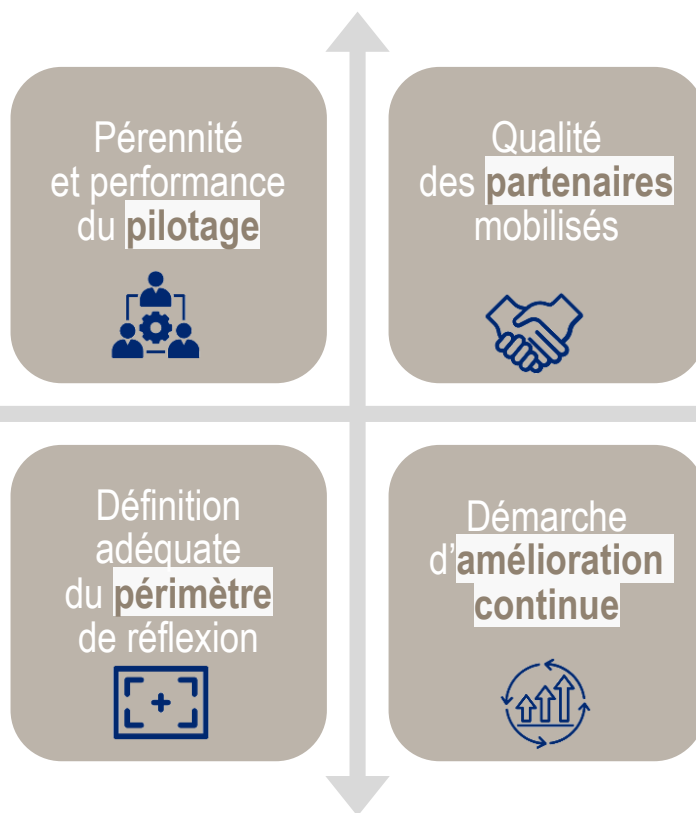 Pérennité
et performance
du pilotage
Qualité
des partenaires
mobilisés
Définition
adéquate
du périmètre
de réflexion
Démarche
d'amélioration
continue